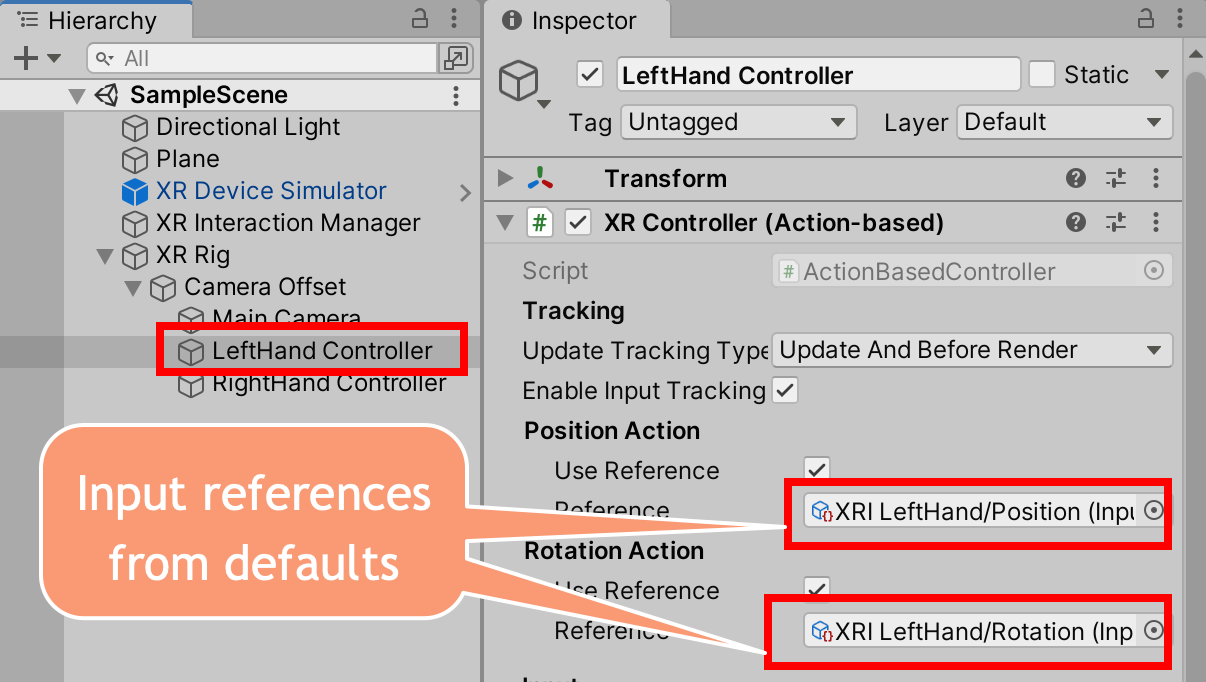 Hierarchy
All
SampleScene
Directional Light
Plane
XR Device Simulator
XR Interaction Manager
XR Rig
Camera Offset
Main Camera
LeftHand Controller
RightHand Controller
Input references
from defaults
Inspector
LeftHand Controller
Static
Tag Untagged Layer Default
Transform
# XR Controller (Action-based)
Script # ActionBasedController
Tracking
Update Tracking Type Update And Before Render
Enable Input Tracking
Position Action
Use Reference
Reference XRI LeftHand/Position (Inpu
Rotation Action
Use Reference
Reference XRI LeftHand/Rotation (Inp